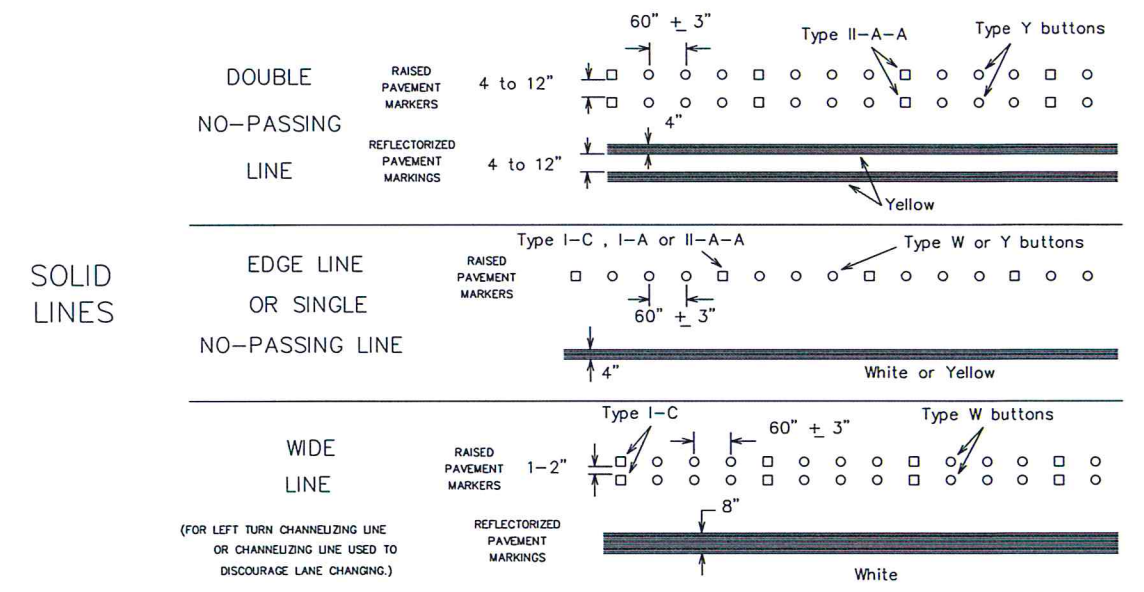 SOLID
LINES
DOUBLE
NO-PASSING
LINE
RAISED
PAVEMENT
MARKERS
4 to 12"
60" ± 3"
Type II-A-A
Type Y buttons
REFLECTORIZED
PAVEMENT
MARKINGS
4 to 12"
4"
Yellow
EDGE LINE
OR SINGLE
NO-PASSING LINE
RAISED
PAVEMENT
MARKERS
Type I-C , I-A or II-A-A
Type W or Y buttons
60" ± 3"
4"
White or Yellow
WIDE
LINE
(FOR LEFT TURN CHANNELIZING LINE
OR CHANNELIZING LINE USED TO
DISCOURAGE LANE CHANGING.)
RAISED
PAVEMENT
MARKERS
1-2"
Type I-C
60" ± 3"
Type W buttons
REFLECTORIZED
PAVEMENT
MARKINGS
8"
White